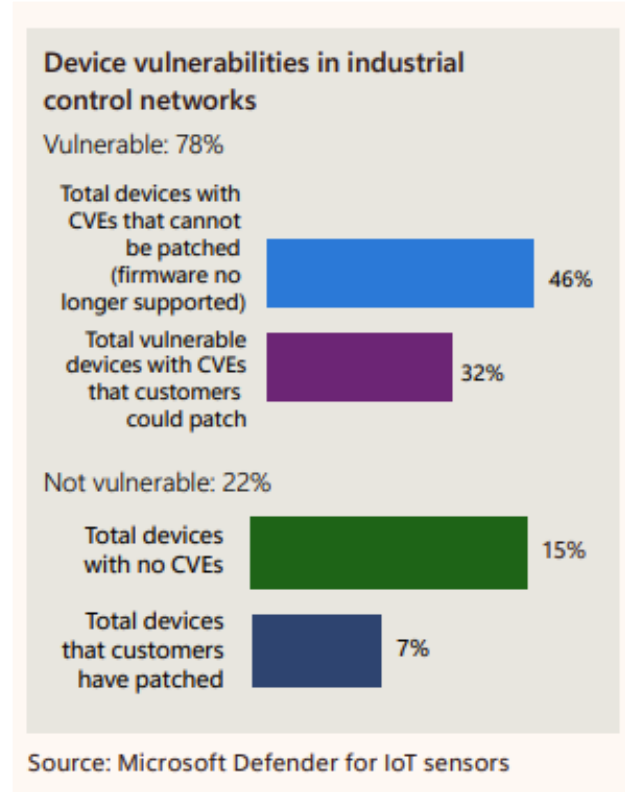 Device vulnerabilities in industrial
control networks
Vulnerable: 78%
Total devices with
CVEs that cannot
be patched
(firmware no
longer supported)
46%
Total vulnerable
devices with CVEs
that customers
could patch
32%
Not vulnerable: 22%
Total devices
with no CVEs
15%
Total devices
that customers
have patched
7%
Source: Microsoft Defender for IoT sensors